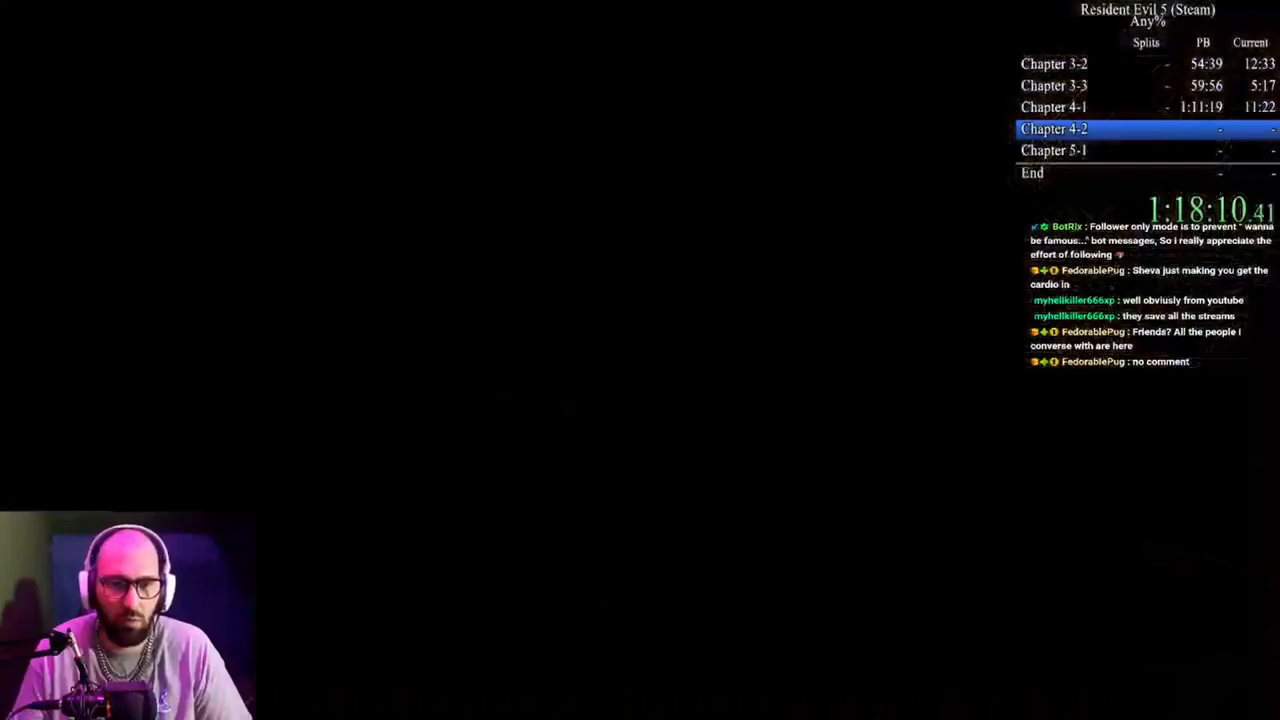 Resident Evil 5 (Steam)
Any%
Splits PB Current
Chapter 3-2 - 54:39 12:33
Chapter 3-3 - 59:56 5:17
Chapter 4-1 - 1:11:19 11:22
Chapter 4-2 - -
Chapter 5-1 - -
End - -
1:18:10.41
BotRix : Follower only mode is to prevent " wanna
be famous..." bot messages, So i really appreciate the
effort of following
FedorablePug : Sheva just making you get the
cardio in
myhellkiller666xp : well obviusly from youtube
myhellkiller666xp : they save all the streams
FedorablePug : Friends? All the people I
converse with are here
FedorablePug : no comment